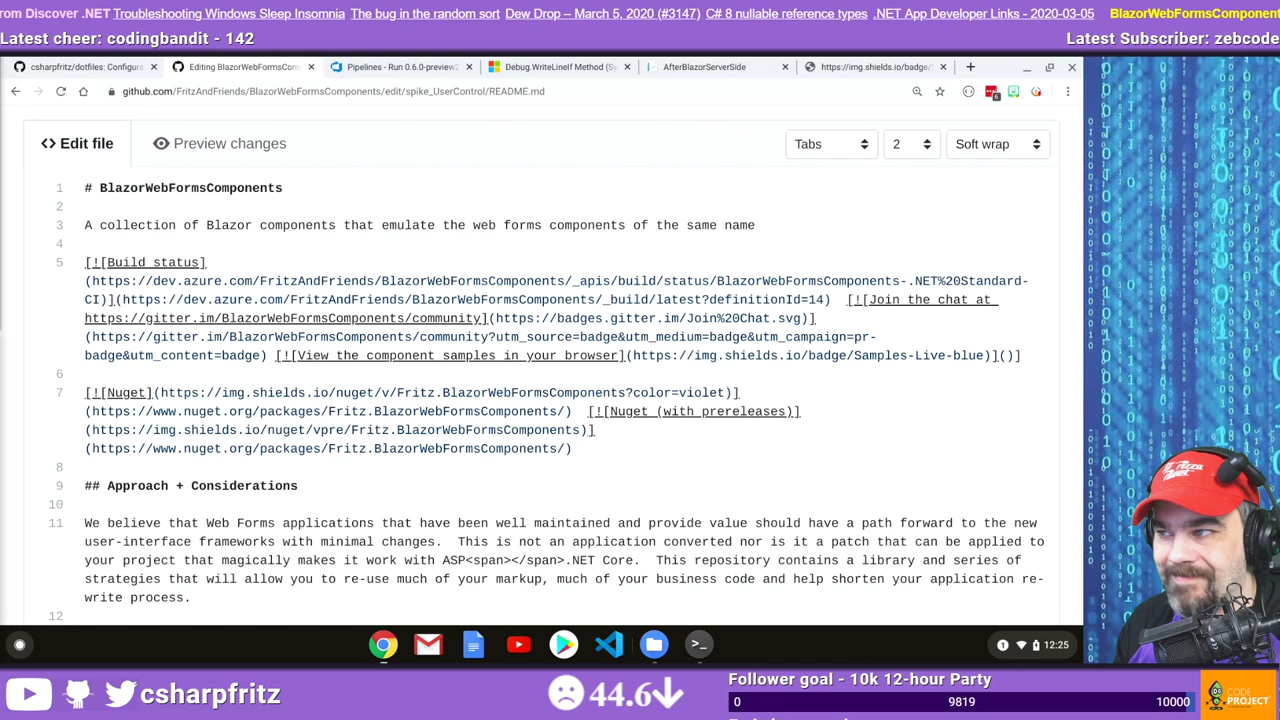 rom Discover .NET Troubleshooting Windows Sleep Insomnia The bug in the random sort Dew Drop – March 5, 2020 (#3147) C# 8 nullable reference types .NET App Developer Links - 2020-03-05 BlazorWebFormsComponent
Latest cheer: codingbandit - 142
Latest Subscriber: zebcode
csharpfritz/dotfiles: Configura
Editing BlazorWebFormsCom
Pipelines - Run 0.6.0-preview2
Debug.WriteLineIf Method (Sy
AfterBlazorServerSide
https://img.shields.io/badge/
github.com/FritzAndFriends/BlazorWebFormsComponents/edit/spike_UserControl/README.md
6
<> Edit file
Preview changes
Tabs
2
Soft wrap
1 # BlazorWebFormsComponents
2
3 A collection of Blazor components that emulate the web forms components of the same name
4
5 [![Build status]
(https://dev.azure.com/FritzAndFriends/BlazorWebFormsComponents/_apis/build/status/BlazorWebFormsComponents-.NET%20Standard-
CI)](https://dev.azure.com/FritzAndFriends/BlazorWebFormsComponents/_build/latest?definitionId=14)  [![Join the chat at
https://gitter.im/BlazorWebFormsComponents/community](https://badges.gitter.im/Join%20Chat.svg)]
(https://gitter.im/BlazorWebFormsComponents/community?utm_source=badge&utm_medium=badge&utm_campaign=pr-
badge&utm_content=badge) [![View the component samples in your browser](https://img.shields.io/badge/Samples-Live-blue)]()]
6
7 [![Nuget](https://img.shields.io/nuget/v/Fritz.BlazorWebFormsComponents?color=violet)]
(https://www.nuget.org/packages/Fritz.BlazorWebFormsComponents/)  [![Nuget (with prereleases)]
(https://img.shields.io/nuget/vpre/Fritz.BlazorWebFormsComponents)]
(https://www.nuget.org/packages/Fritz.BlazorWebFormsComponents/)
8
9 ## Approach + Considerations
10
11 We believe that Web Forms applications that have been well maintained and provide value should have a path forward to the new
user-interface frameworks with minimal changes.  This is not an application converted nor is it a patch that can be applied to
your project that magically makes it work with ASP<span></span>.NET Core.  This repository contains a library and series of
strategies that will allow you to re-use much of your markup, much of your business code and help shorten your application re-
write process.
12
1
12:25
csharpfritz
44.6
Follower goal - 10k 12-hour Party
0
9819
10000
CODE
PROJECT